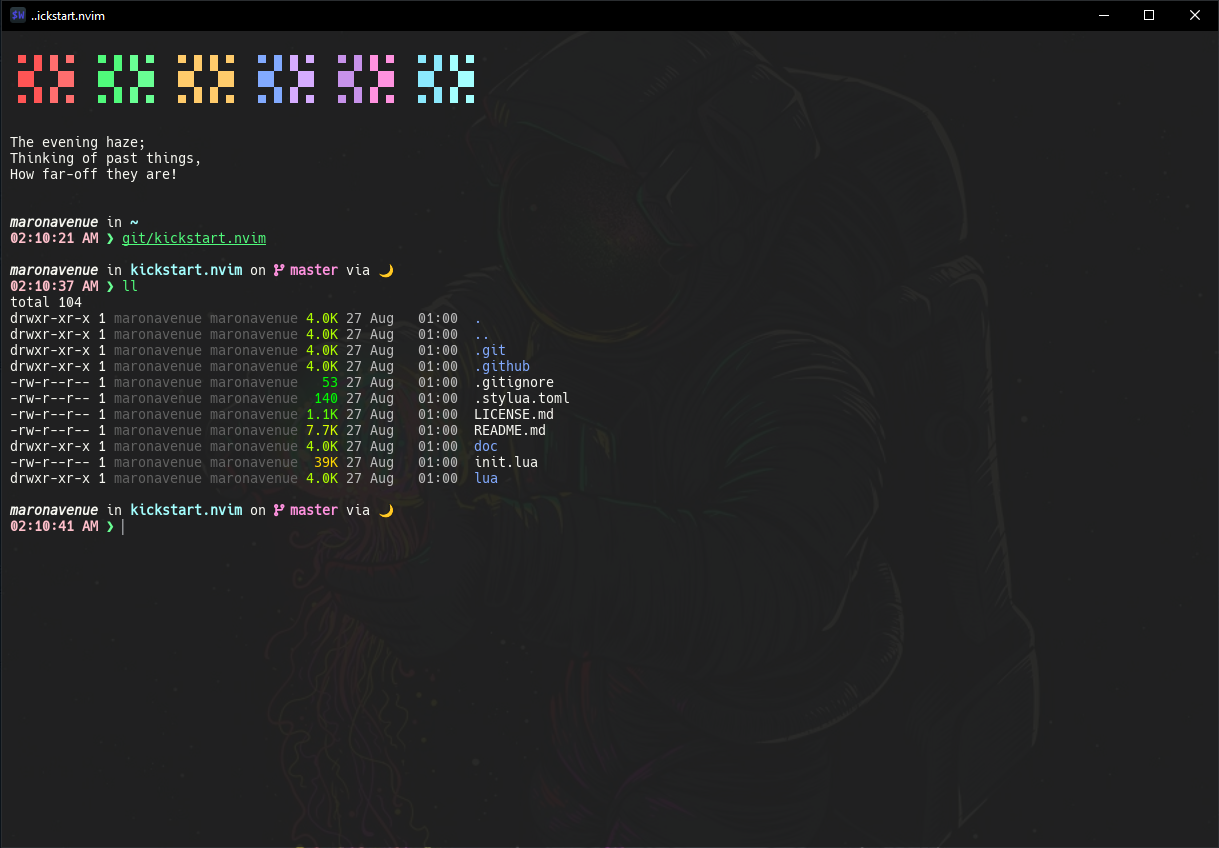 $W ..ickstart.nvim
The evening haze;
Thinking of past things,
How far-off they are!
maronavenue in ~
02:10:21 AM ❯ git/kickstart.nvim
maronavenue in kickstart.nvim on master via 🌙
02:10:37 AM ❯ ll
total 104
drwxr-xr-x 1 maronavenue maronavenue 4.0K 27 Aug 01:00 .
drwxr-xr-x 1 maronavenue maronavenue 4.0K 27 Aug 01:00 ..
drwxr-xr-x 1 maronavenue maronavenue 4.0K 27 Aug 01:00 .git
drwxr-xr-x 1 maronavenue maronavenue 4.0K 27 Aug 01:00 .github
-rw-r--r-- 1 maronavenue maronavenue 53 27 Aug 01:00 .gitignore
-rw-r--r-- 1 maronavenue maronavenue 140 27 Aug 01:00 .stylua.toml
-rw-r--r-- 1 maronavenue maronavenue 1.1K 27 Aug 01:00 LICENSE.md
-rw-r--r-- 1 maronavenue maronavenue 7.7K 27 Aug 01:00 README.md
drwxr-xr-x 1 maronavenue maronavenue 4.0K 27 Aug 01:00 doc
-rw-r--r-- 1 maronavenue maronavenue 39K 27 Aug 01:00 init.lua
drwxr-xr-x 1 maronavenue maronavenue 4.0K 27 Aug 01:00 lua
maronavenue in kickstart.nvim on master via 🌙
02:10:41 AM ❯